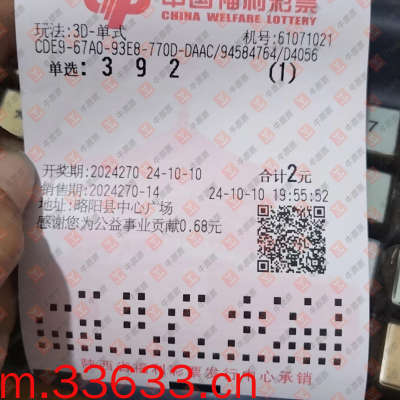 中国福利彩票
CHINA WELFARE LOTTERY
玩法:3D-单式 机号:61071021
CDE9-67A0-93E8-770D-DAAC/94584764/D4056
单选: 3 9 2 (1)
开奖期:2024270 24-10-10 合计2元
销售期:2024270-14 24-10-10 19:55:52
地址:略阳县中心广场
感谢您为公益事业贡献0.68元
m.33633.cn